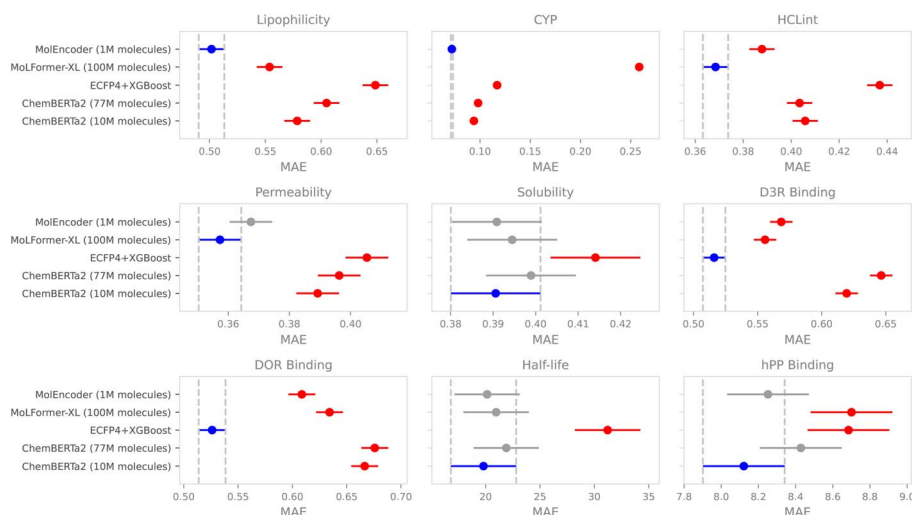 Lipophilicity
CYP
HCLint
MolEncoder (1M molecules)
MoLFormer-XL (100M molecules)
ECFP4+XGBoost
ChemBERTa2 (77M molecules)
ChemBERTa2 (10M molecules)
0.50 0.55 0.60 0.65
0.10 0.15 0.20 0.25
0.36 0.38 0.40 0.42 0.44
MAE
MAE
MAE
Permeability
Solubility
D3R Binding
MolEncoder (1M molecules)
MoLFormer-XL (100M molecules)
ECFP4+XGBoost
ChemBERTa2 (77M molecules)
ChemBERTa2 (10M molecules)
0.36 0.38 0.40
0.38 0.39 0.40 0.41 0.42
0.50 0.55 0.60 0.65
MAE
MAE
MAE
DOR Binding
Half-life
hPP Binding
MolEncoder (1M molecules)
MoLFormer-XL (100M molecules)
ECFP4+XGBoost
ChemBERTa2 (77M molecules)
ChemBERTa2 (10M molecules)
0.50 0.55 0.60 0.65 0.70
20 25 30 35
7.8 8.0 8.2 8.4 8.6 8.8 9.0
MAE
MAE
MAE